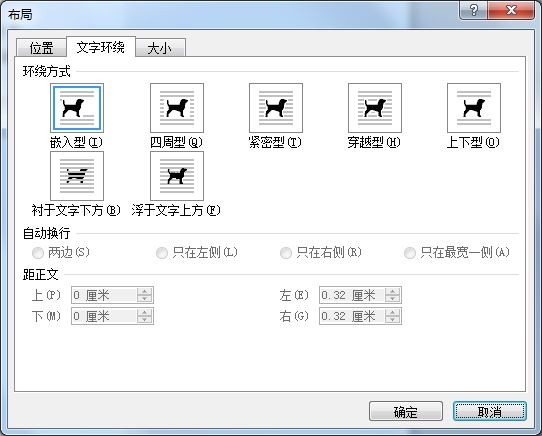 布局
位置 文字环绕 大小
环绕方式
嵌入型(I) 四周型(Q) 紧密型(T) 穿越型(H) 上下型(O)
衬于文字下方(B) 浮于文字上方(F)
自动换行
两边(S) 只在左侧(L) 只在右侧(R) 只在最宽一侧(A)
距正文
上(P) 0 厘米 左(E) 0.32 厘米
下(M) 0 厘米 右(G) 0.32 厘米
确定 取消